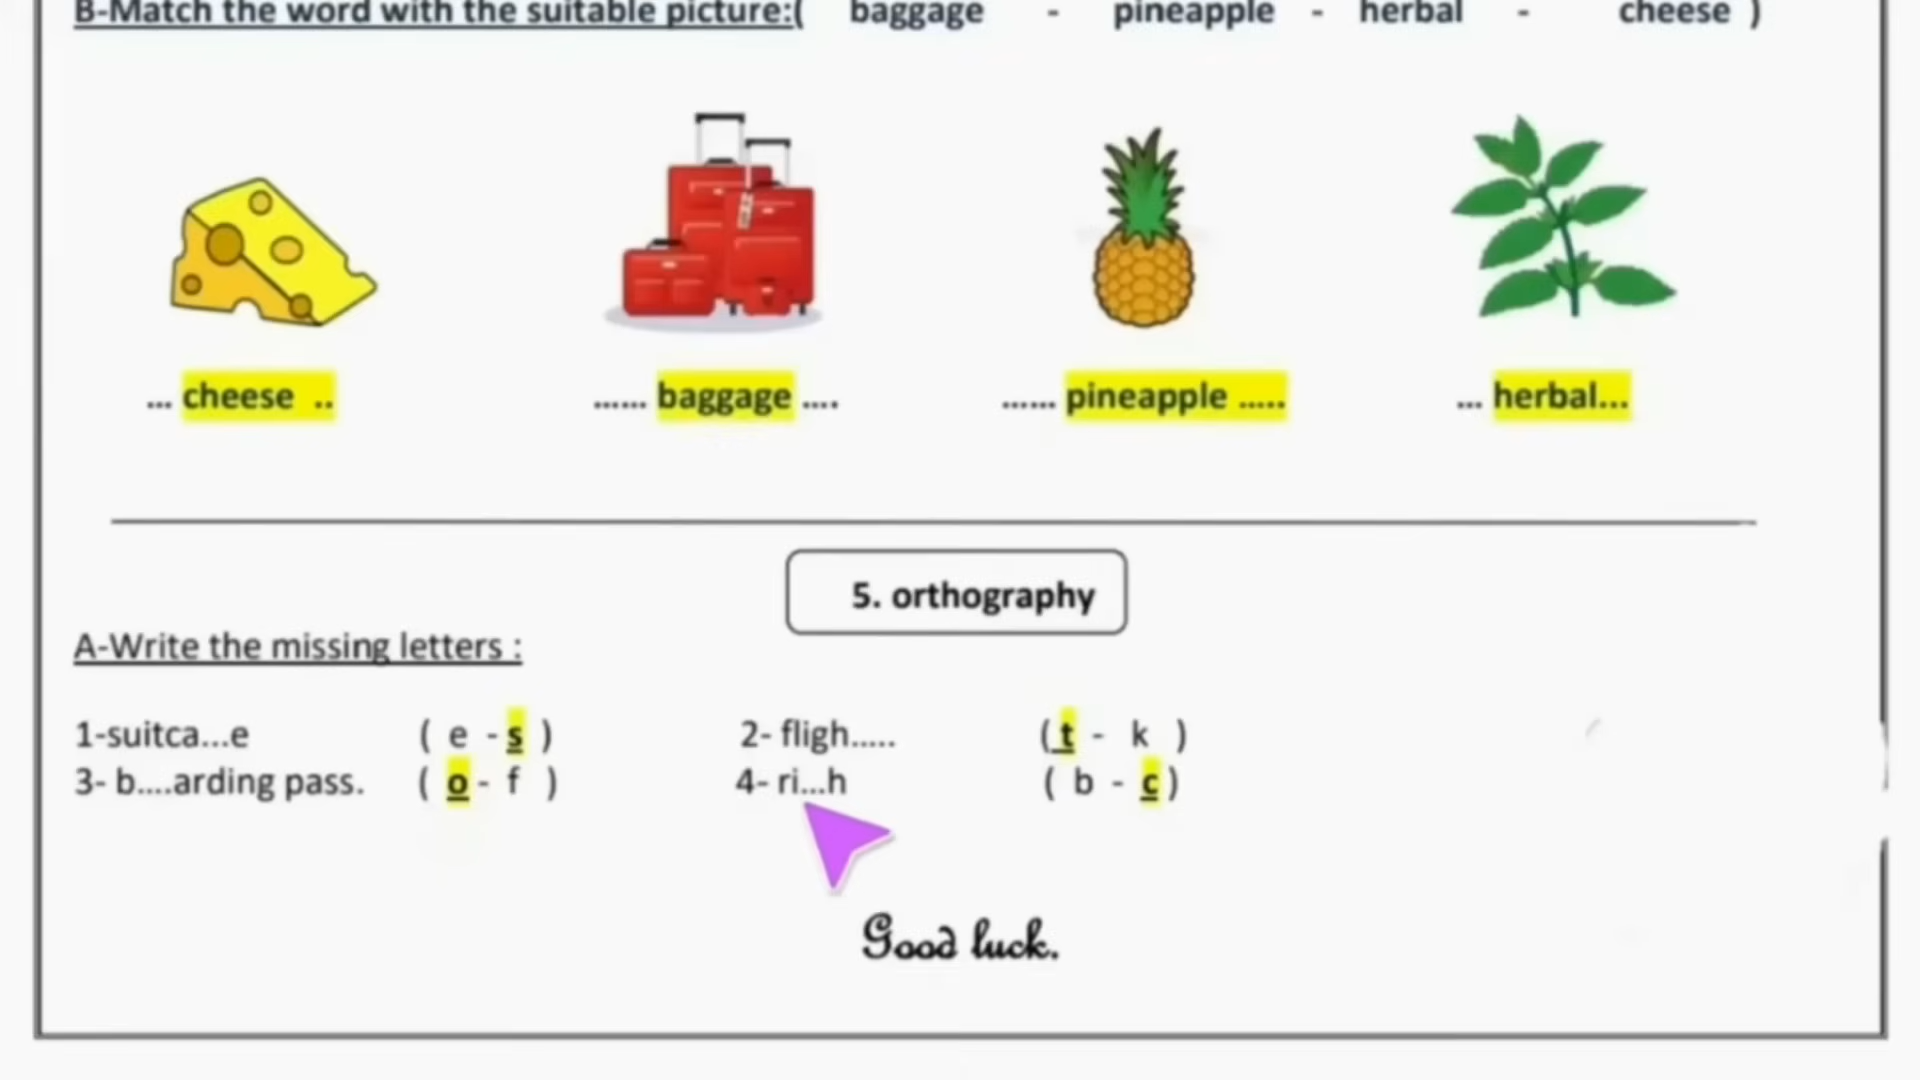 B-Match the word with the suitable picture:( baggage - pineapple - herbal - cheese )
... cheese .. ...... baggage .... ...... pineapple ..... ... herbal...
5. orthography
A-Write the missing letters :
1-suitca...e ( e - s ) 2- fligh..... ( t - k )
3- b....arding pass. ( o - f ) 4- ri...h ( b - c )
Good luck.